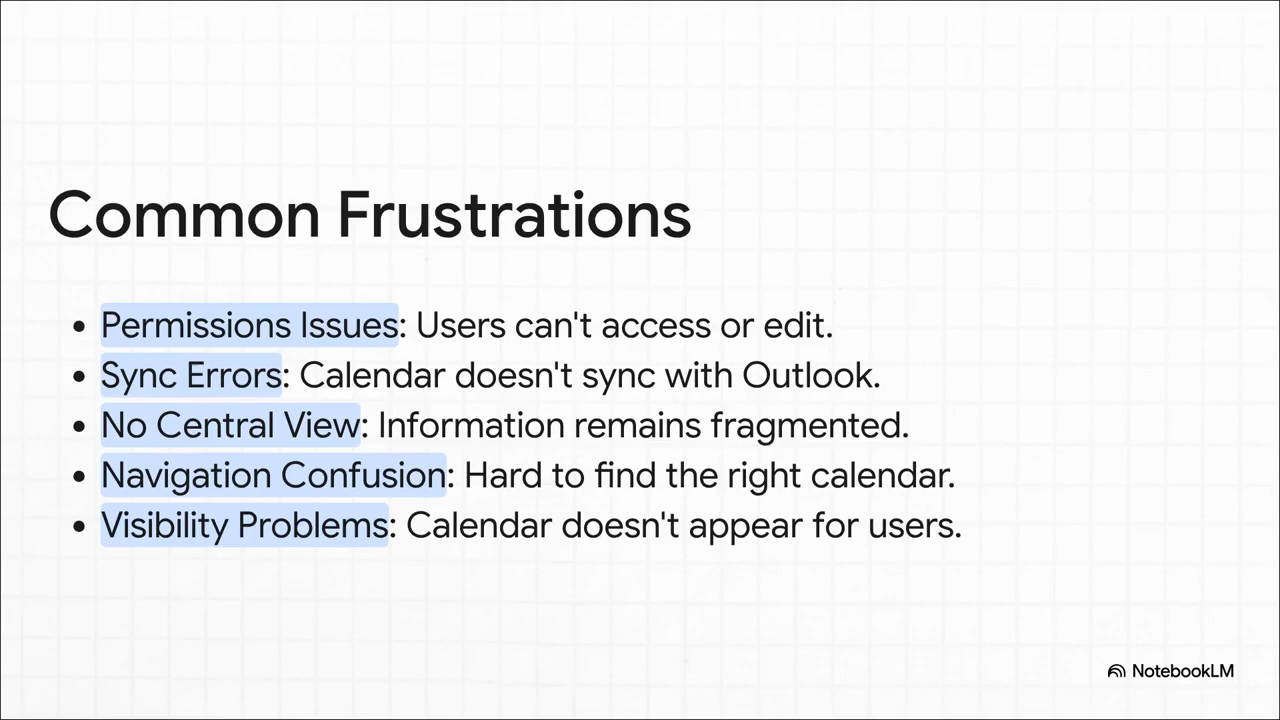 Common Frustrations
• Permissions Issues: Users can't access or edit.
• Sync Errors: Calendar doesn't sync with Outlook.
• No Central View: Information remains fragmented.
• Navigation Confusion: Hard to find the right calendar.
• Visibility Problems: Calendar doesn't appear for users.
NotebookLM